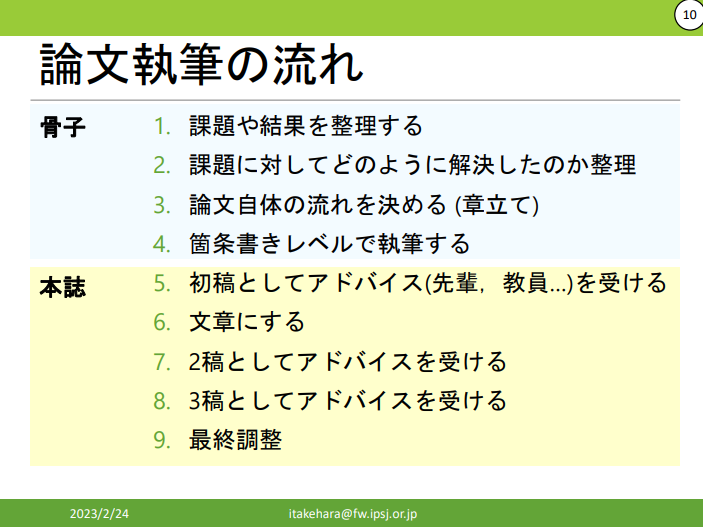 10
論文執筆の流れ
骨子
1. 課題や結果を整理する
2. 課題に対してどのように解決したのか整理
3. 論文自体の流れを決める (章立て)
4. 箇条書きレベルで執筆する
本誌
5. 初稿としてアドバイス(先輩，教員...)を受ける
6. 文章にする
7. 2稿としてアドバイスを受ける
8. 3稿としてアドバイスを受ける
9. 最終調整
2023/2/24
itakehara@fw.ipsj.or.jp